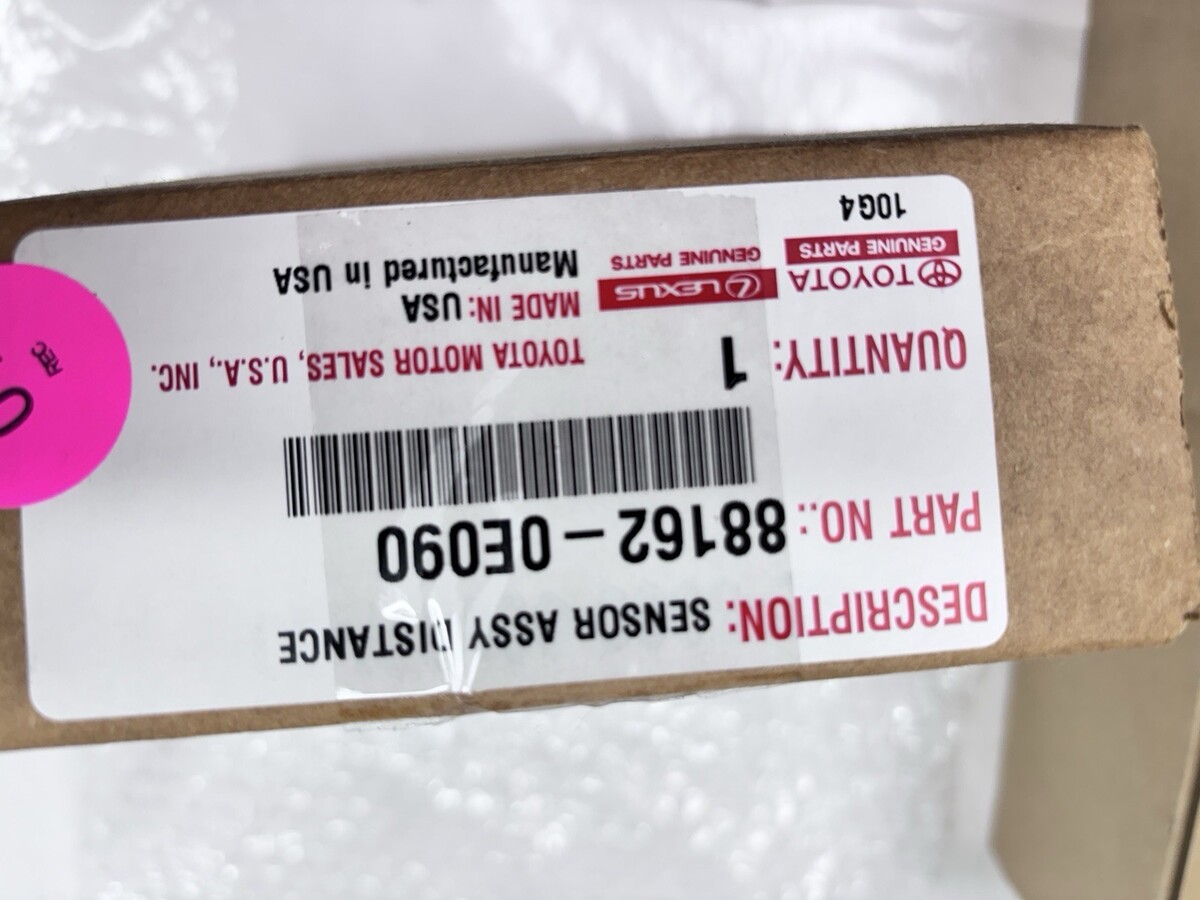 DESCRIPTION: SENSOR ASSY DISTANCE
PART NO.: 88162-0E090
QUANTITY: 1
TOYOTA MOTOR SALES, U.S.A., INC.
TOYOTA
GENUINE PARTS
LEXUS
GENUINE PARTS
MADE IN: USA
Manufactured in USA
10G4
REC